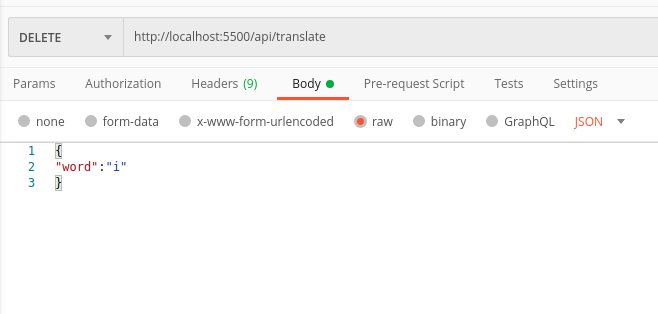 DELETE http://localhost:5500/api/translate
Params Authorization Headers (9) Body Pre-request Script Tests Settings
none form-data x-www-form-urlencoded raw binary GraphQL JSON
1 {
2 "word":"i"
3 }